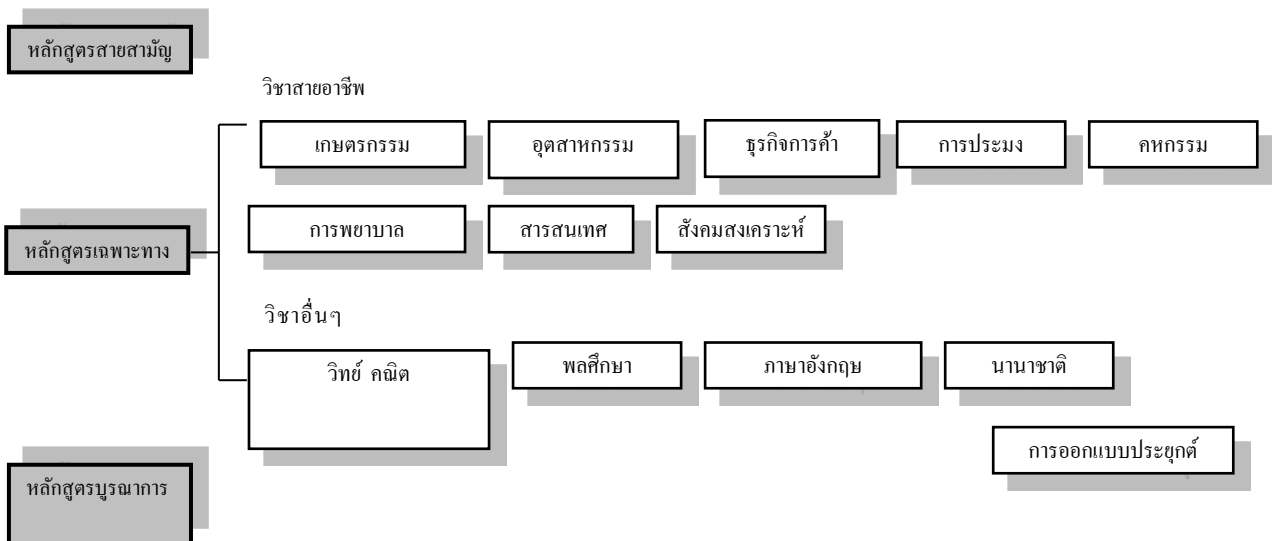 หลักสูตรสายสามัญ
วิชาสายอาชีพ
เกษตรกรรม
อุตสาหกรรม
ธุรกิจการค้า
การประมง
คหกรรม
การพยาบาล
สารสนเทศ
สังคมสงเคราะห์
หลักสูตรเฉพาะทาง
วิชาอื่นๆ
วิทย์ คณิต
พลศึกษา
ภาษาอังกฤษ
นานาชาติ
การออกแบบประยุกต์
หลักสูตรบูรณาการ